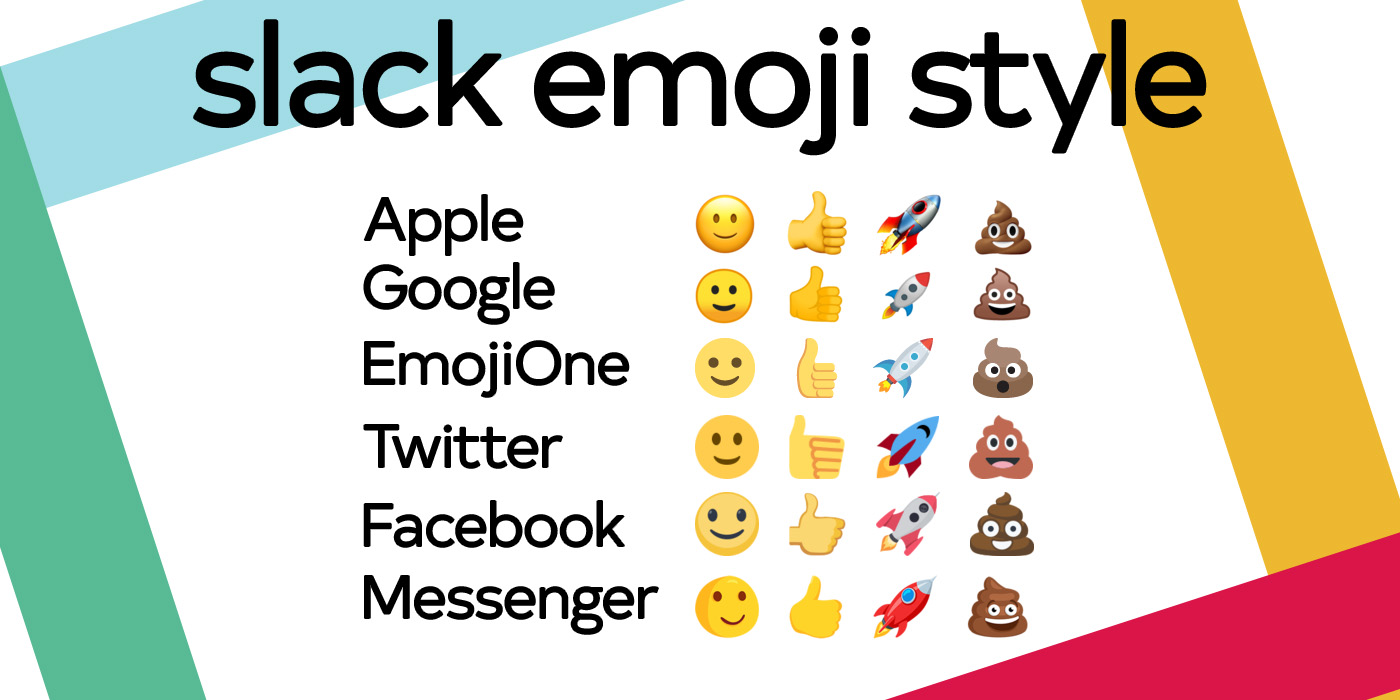 slack emoji style
Apple
Google
EmojiOne
Twitter
Facebook
Messenger